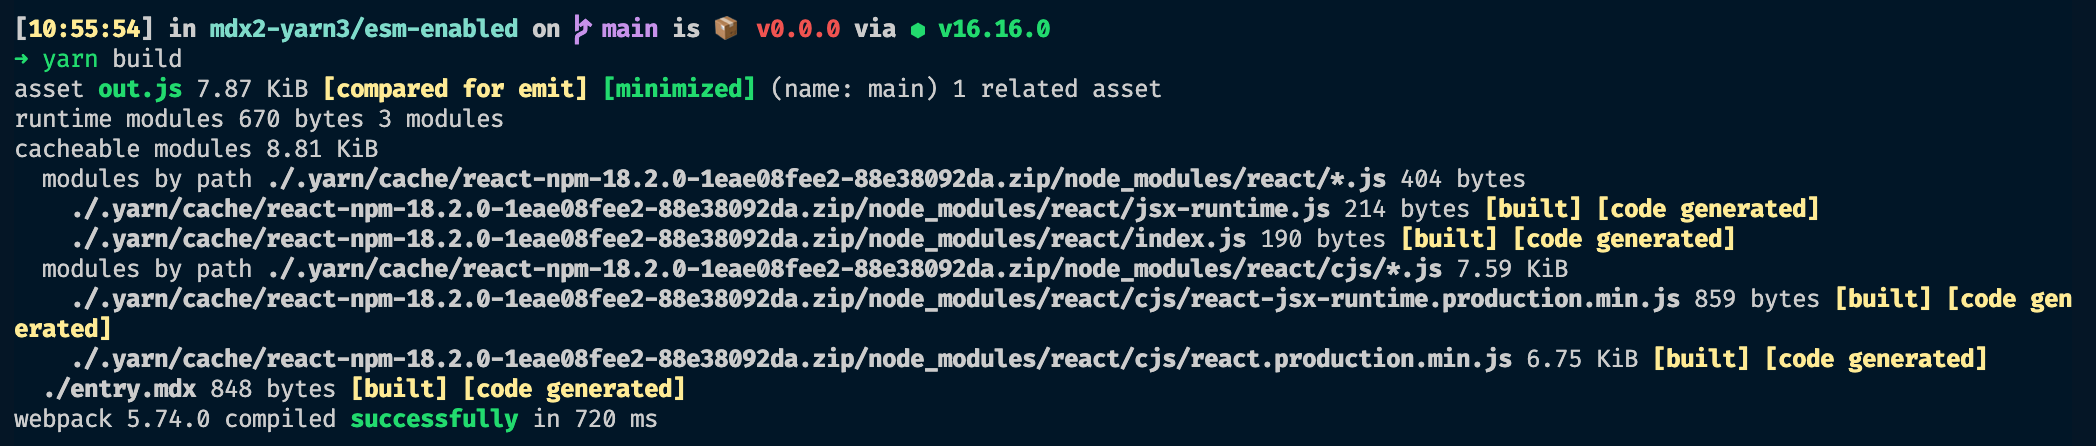 [10:55:54] in mdx2-yarn3/esm-enabled on main is 📦 v0.0.0 via ⬢ v16.16.0
➜ yarn build
asset out.js 7.87 KiB [compared for emit] [minimized] (name: main) 1 related asset
runtime modules 670 bytes 3 modules
cacheable modules 8.81 KiB
  modules by path ./.yarn/cache/react-npm-18.2.0-1eae08fee2-88e38092da.zip/node_modules/react/*.js 404 bytes
    ./.yarn/cache/react-npm-18.2.0-1eae08fee2-88e38092da.zip/node_modules/react/jsx-runtime.js 214 bytes [built] [code generated]
    ./.yarn/cache/react-npm-18.2.0-1eae08fee2-88e38092da.zip/node_modules/react/index.js 190 bytes [built] [code generated]
  modules by path ./.yarn/cache/react-npm-18.2.0-1eae08fee2-88e38092da.zip/node_modules/react/cjs/*.js 7.59 KiB
    ./.yarn/cache/react-npm-18.2.0-1eae08fee2-88e38092da.zip/node_modules/react/cjs/react-jsx-runtime.production.min.js 859 bytes [built] [code gen
erated]
    ./.yarn/cache/react-npm-18.2.0-1eae08fee2-88e38092da.zip/node_modules/react/cjs/react.production.min.js 6.75 KiB [built] [code generated]
  ./entry.mdx 848 bytes [built] [code generated]
webpack 5.74.0 compiled successfully in 720 ms